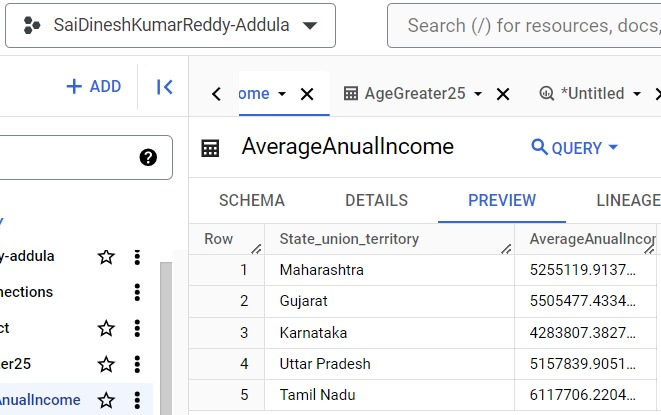 SaiDineshKumarReddy-Addula
Search (/) for resources, docs,
+ ADD
ome
AgeGreater25
*Untitled
AverageAnualIncome
QUERY
SCHEMA DETAILS PREVIEW LINEAGE
y-addula
nections
ct
er25
AnualIncome
Row State_union_territory AverageAnualIncor
1 Maharashtra 5255119.9137...
2 Gujarat 5505477.4334...
3 Karnataka 4283807.3827...
4 Uttar Pradesh 5157839.9051...
5 Tamil Nadu 6117706.2204...